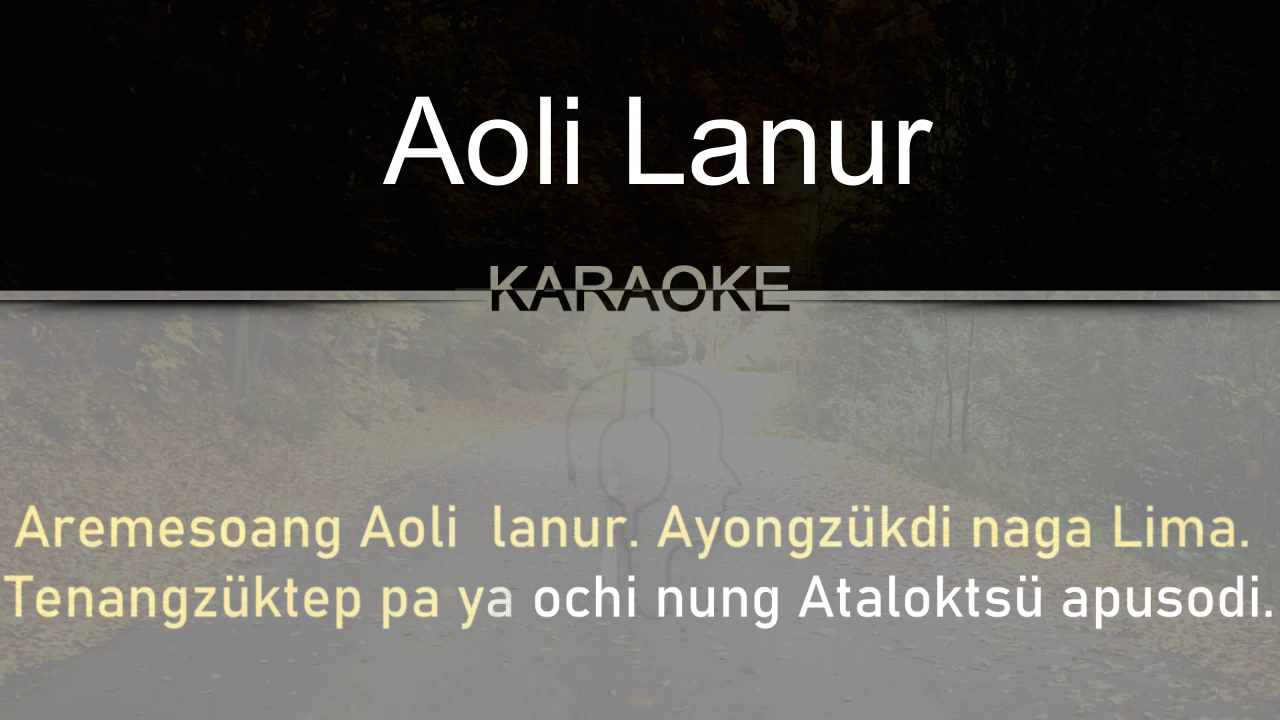 Aoli Lanur
KARAOKE
Aremesoang Aoli lanur. Ayongzükdi naga Lima.
Tenangzüktep pa ya ochi nung Ataloktsü apusodi.